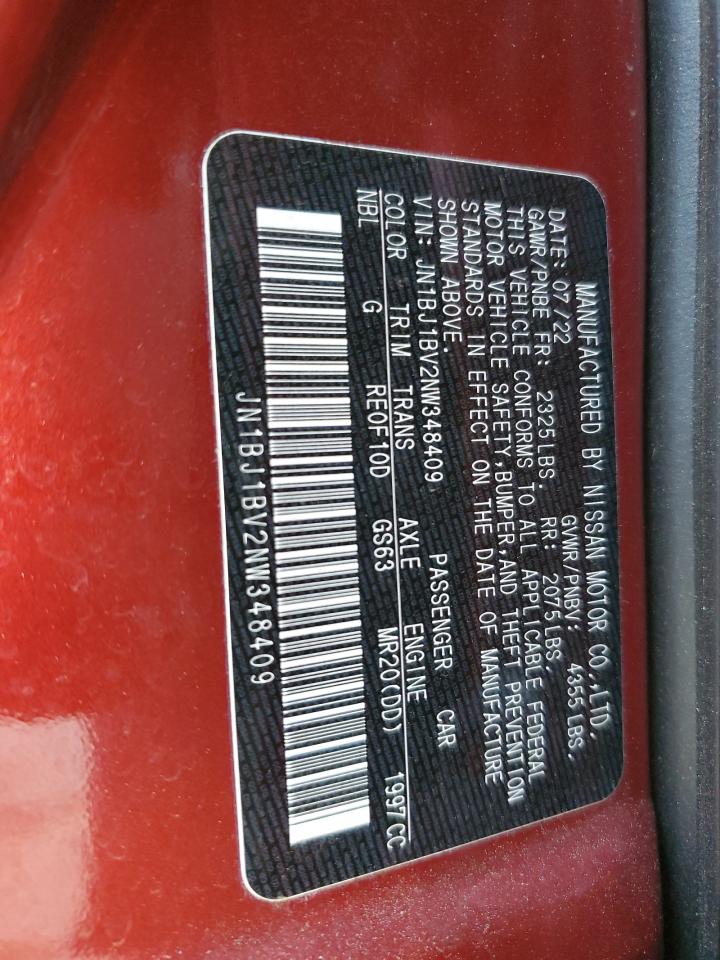 MANUFACTURED BY NISSAN MOTOR CO.,LTD.
DATE: 07/22 GVWR/PNBV: 4355 LBS.
GAWR/PNBE FR: 2325LBS. RR: 2075 LBS.
THIS VEHICLE CONFORMS TO ALL APPLICABLE FEDERAL
MOTOR VEHICLE SAFETY,BUMPER,AND THEFT PREVENTION
STANDARDS IN EFFECT ON THE DATE OF MANUFACTURE
SHOWN ABOVE.
VIN: JN1BJ1BV2NW348409 PASSENGER CAR
COLOR TRIM TRANS AXLE ENGINE
NBL G RE0F10D GS63 MR20(DD) 1997CC
JN1BJ1BV2NW348409